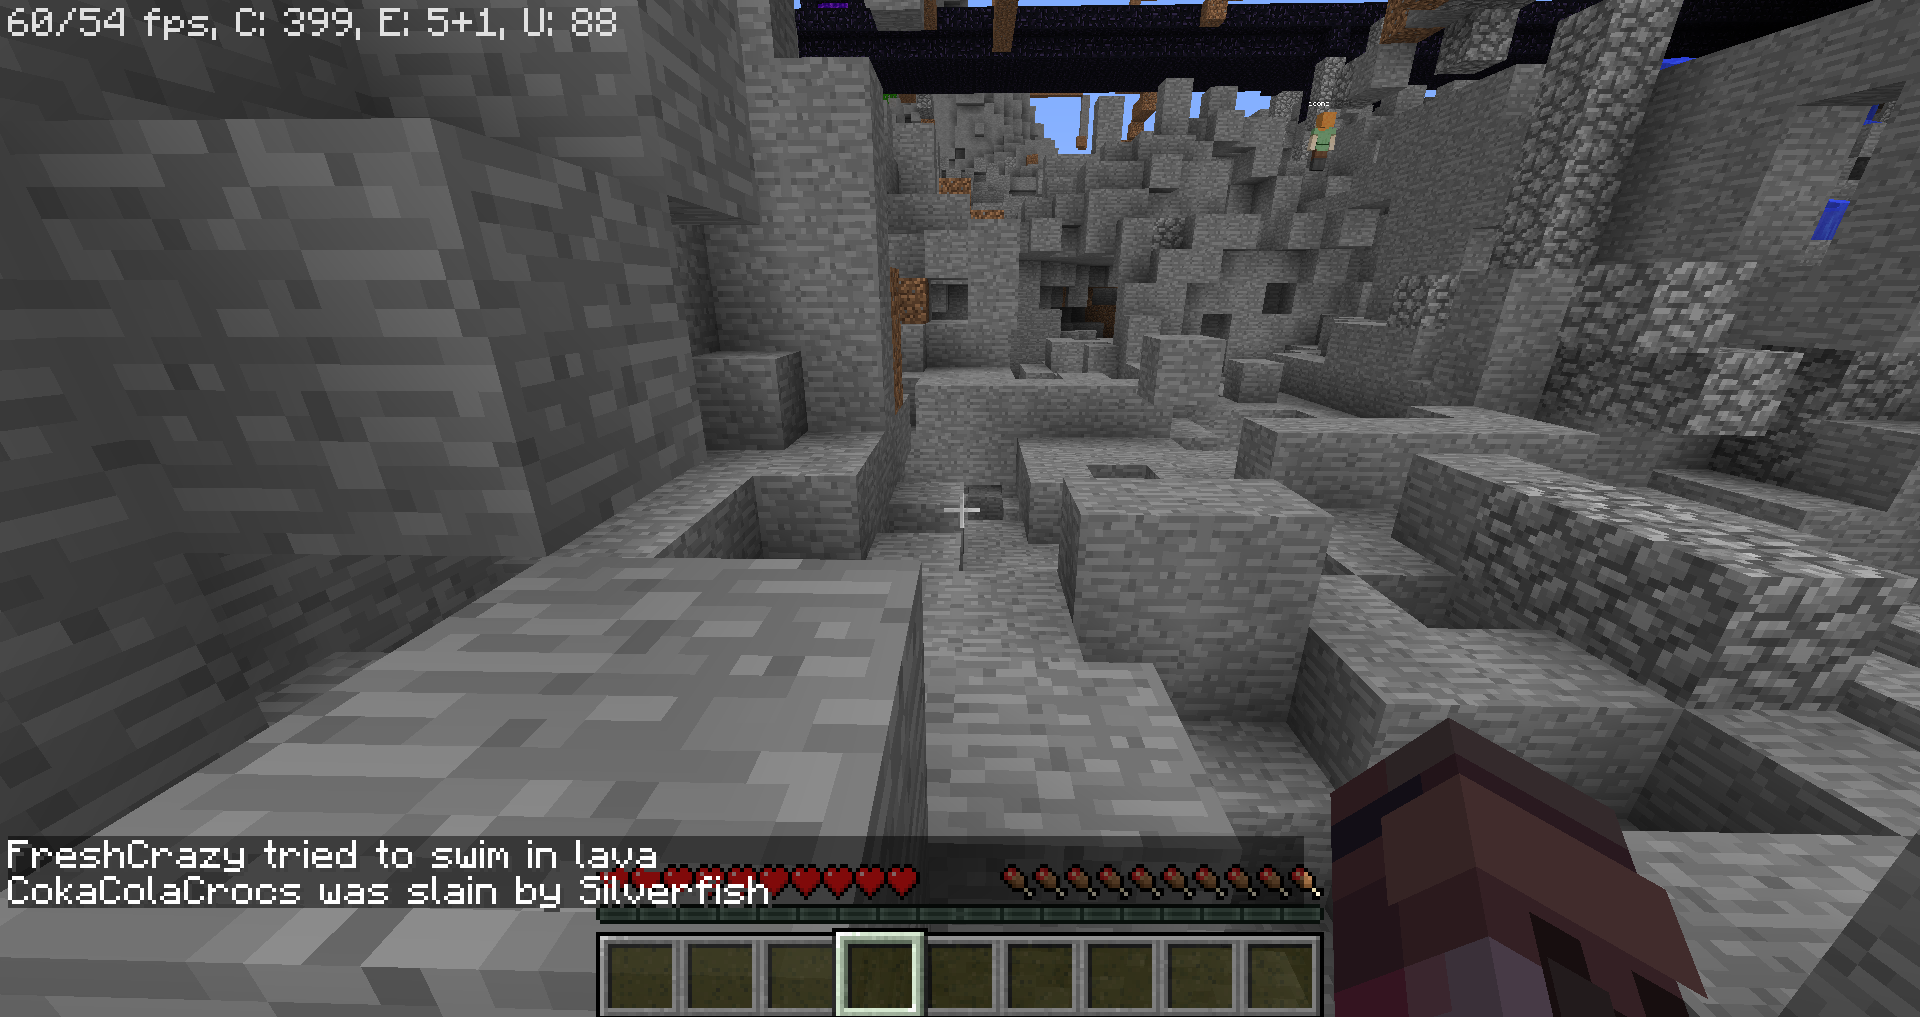 60/54 fps, C: 399, E: 5+1, U: 88
FreshCrazy tried to swim in lava
CokaColaCrocs was slain by Silverfish